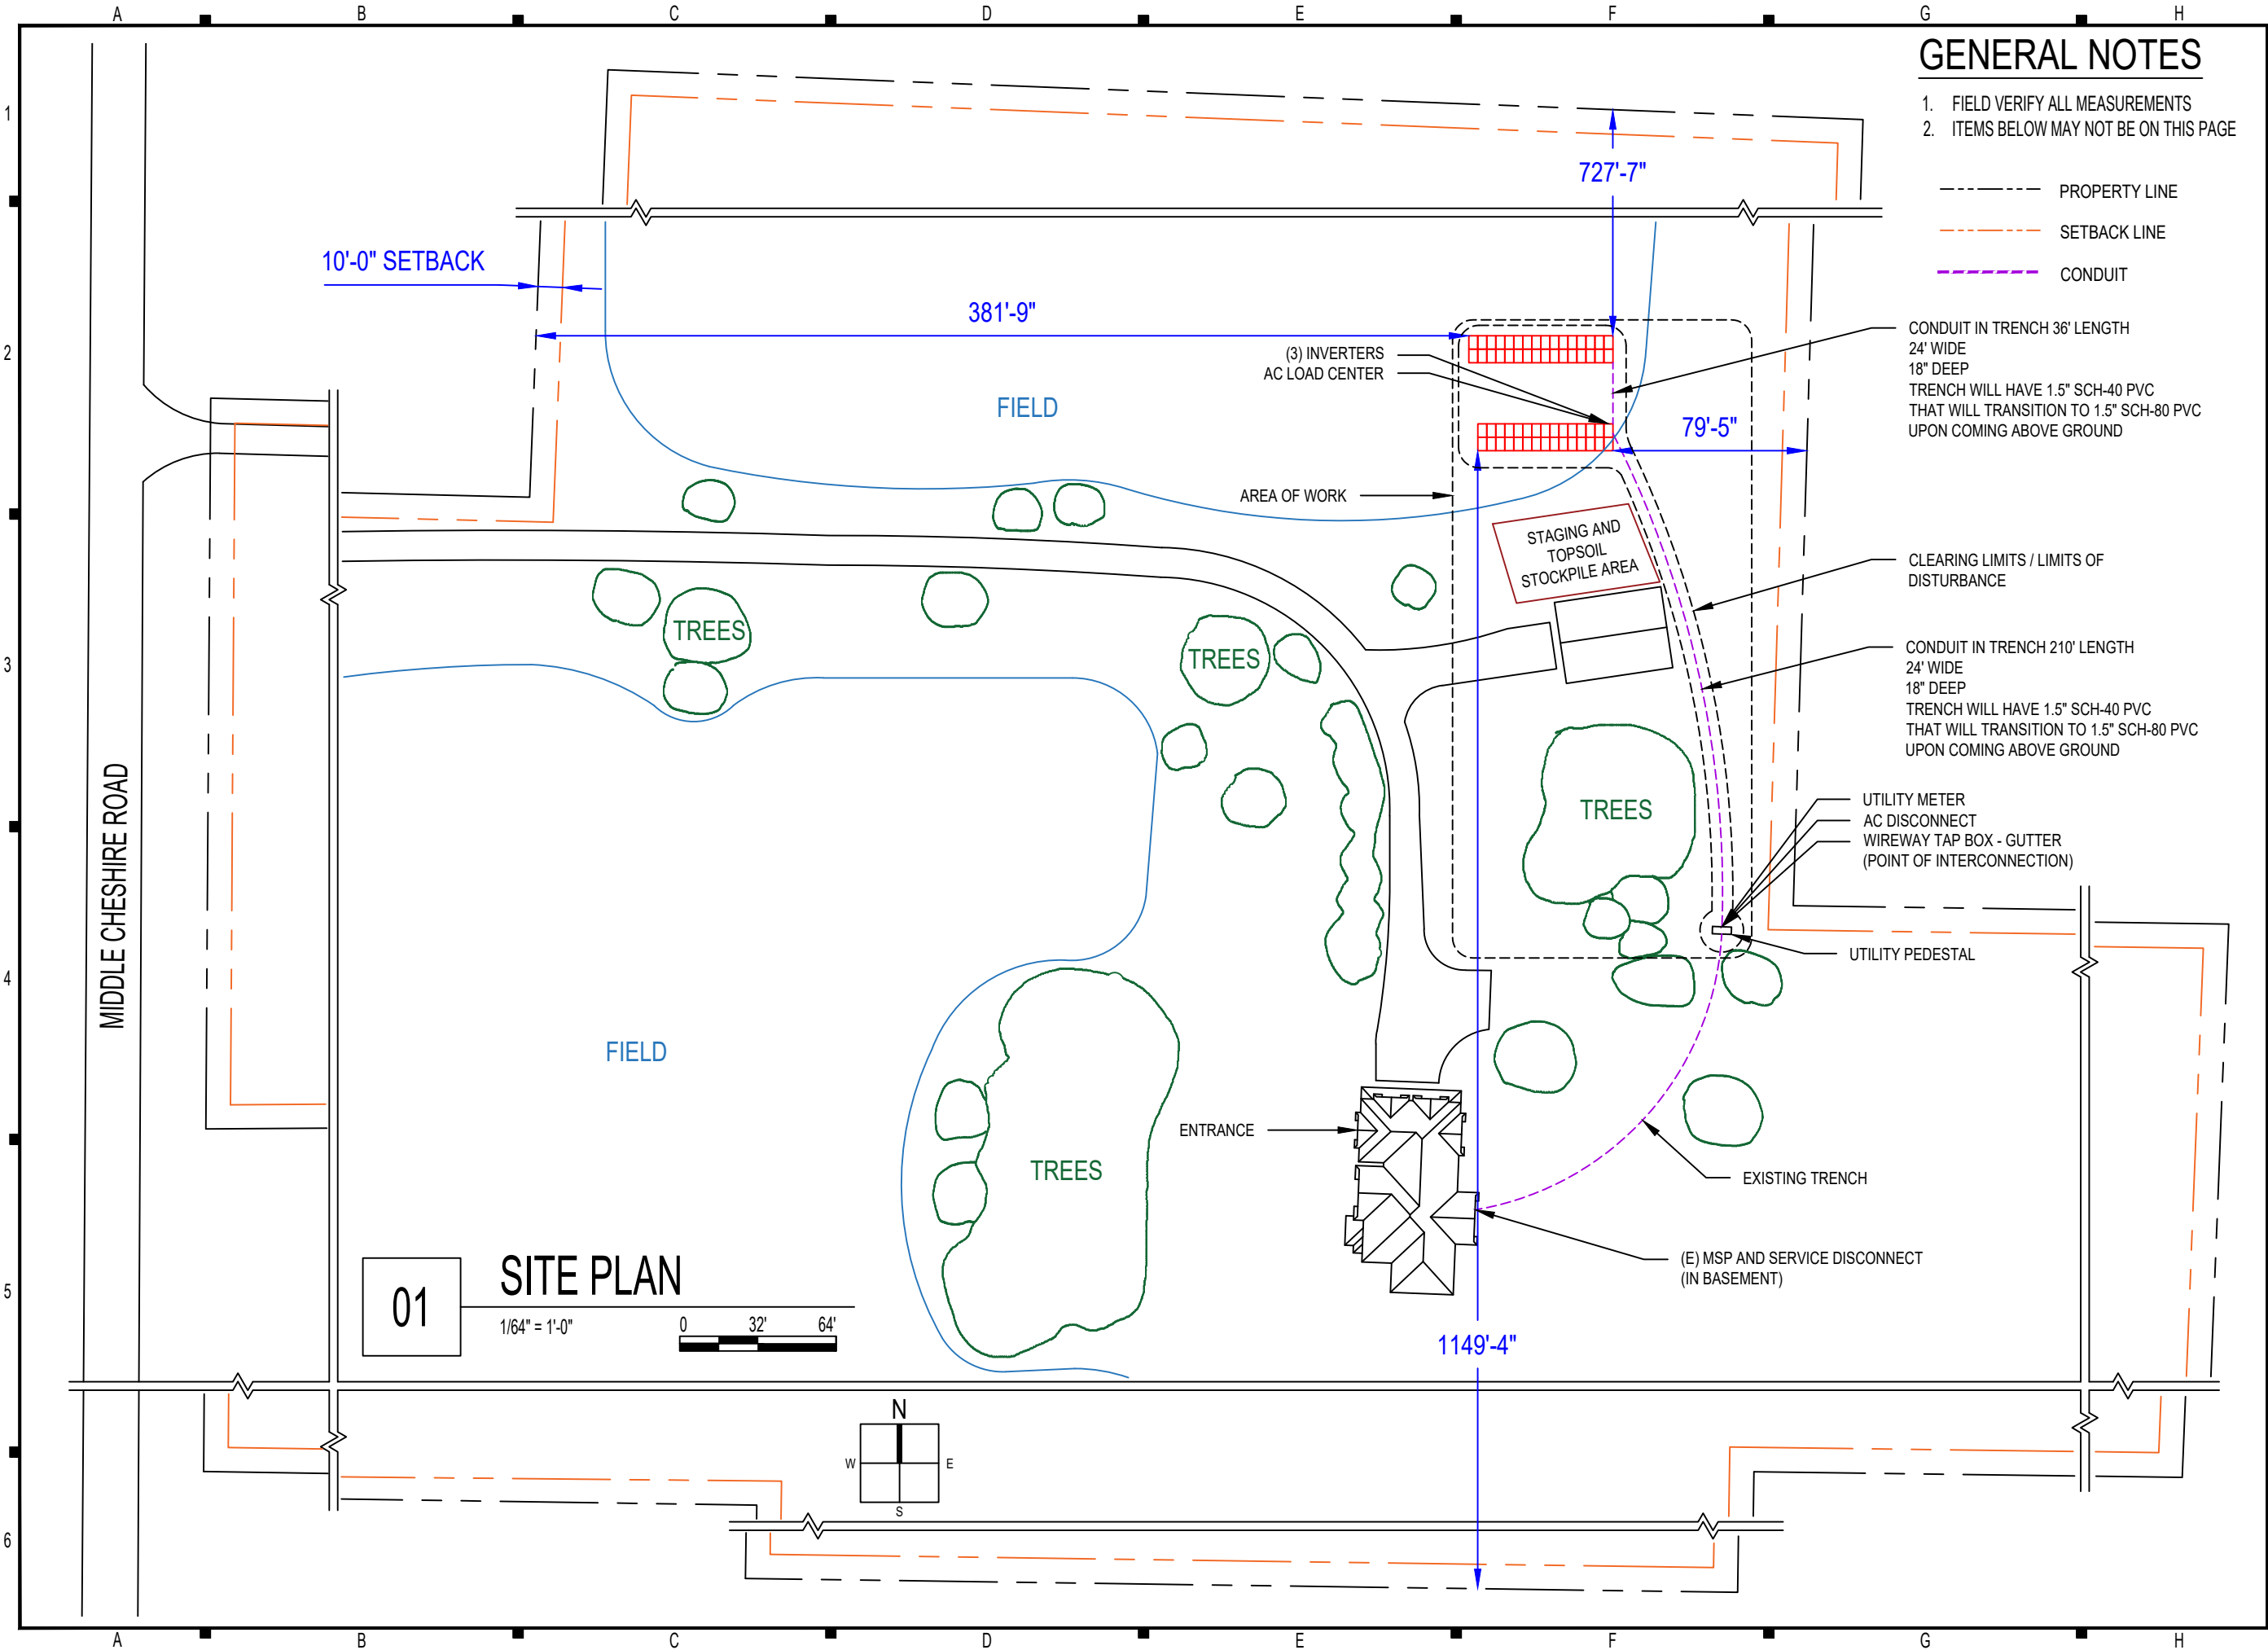 A B C D E F G H
GENERAL NOTES
1. FIELD VERIFY ALL MEASUREMENTS
2. ITEMS BELOW MAY NOT BE ON THIS PAGE
PROPERTY LINE
SETBACK LINE
CONDUIT
1
727'-7"
10'-0" SETBACK
381'-9"
2
(3) INVERTERS
AC LOAD CENTER
FIELD
CONDUIT IN TRENCH 36' LENGTH
24' WIDE
18" DEEP
TRENCH WILL HAVE 1.5" SCH-40 PVC
THAT WILL TRANSITION TO 1.5" SCH-80 PVC
UPON COMING ABOVE GROUND
79'-5"
AREA OF WORK
STAGING AND
TOPSOIL
STOCKPILE AREA
CLEARING LIMITS / LIMITS OF
DISTURBANCE
TREES
TREES
3
CONDUIT IN TRENCH 210' LENGTH
24' WIDE
18" DEEP
TRENCH WILL HAVE 1.5" SCH-40 PVC
THAT WILL TRANSITION TO 1.5" SCH-80 PVC
UPON COMING ABOVE GROUND
TREES
UTILITY METER
AC DISCONNECT
WIREWAY TAP BOX - GUTTER
(POINT OF INTERCONNECTION)
MIDDLE CHESHIRE ROAD
UTILITY PEDESTAL
4
FIELD
ENTRANCE
TREES
EXISTING TRENCH
(E) MSP AND SERVICE DISCONNECT
(IN BASEMENT)
5
01
SITE PLAN
1/64" = 1'-0"
0 32' 64'
1149'-4"
N
W E
S
6
A B C D E F G H